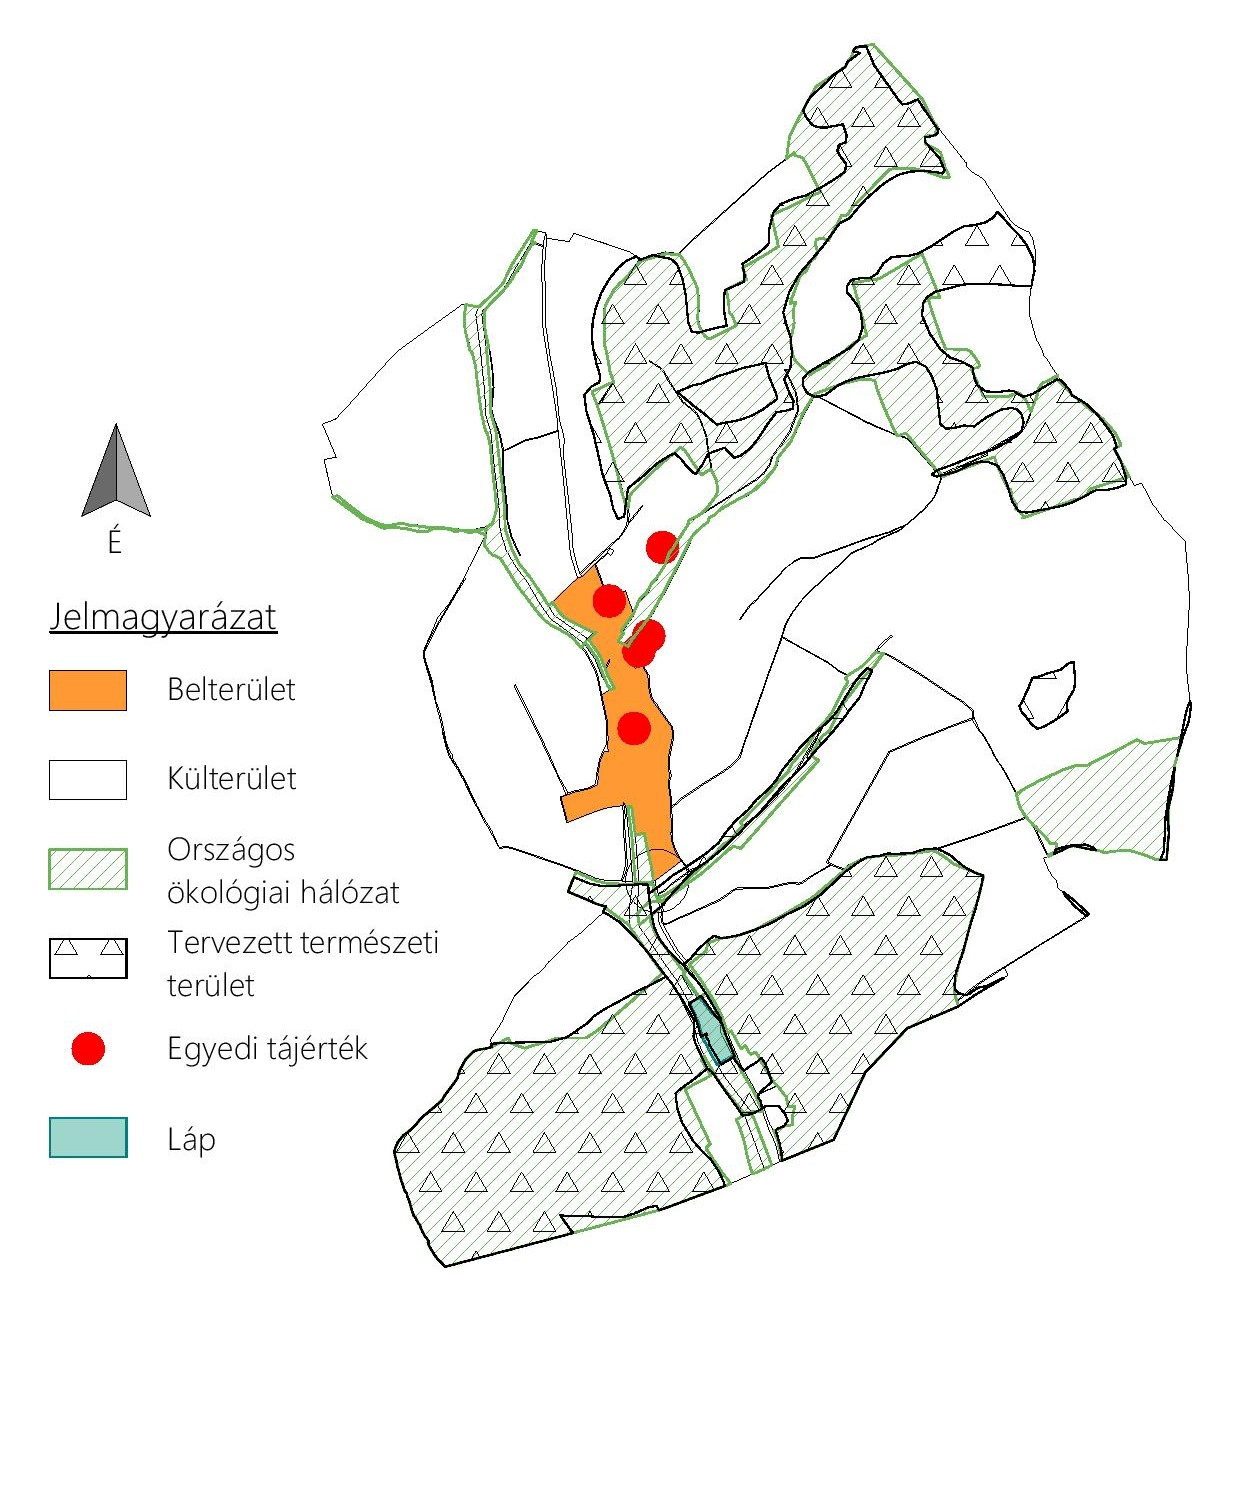 É
Jelmagyarázat
Belterület
Külterület
Országos
ökológiai hálózat
Tervezett természeti
terület
Egyedi tájérték
Láp